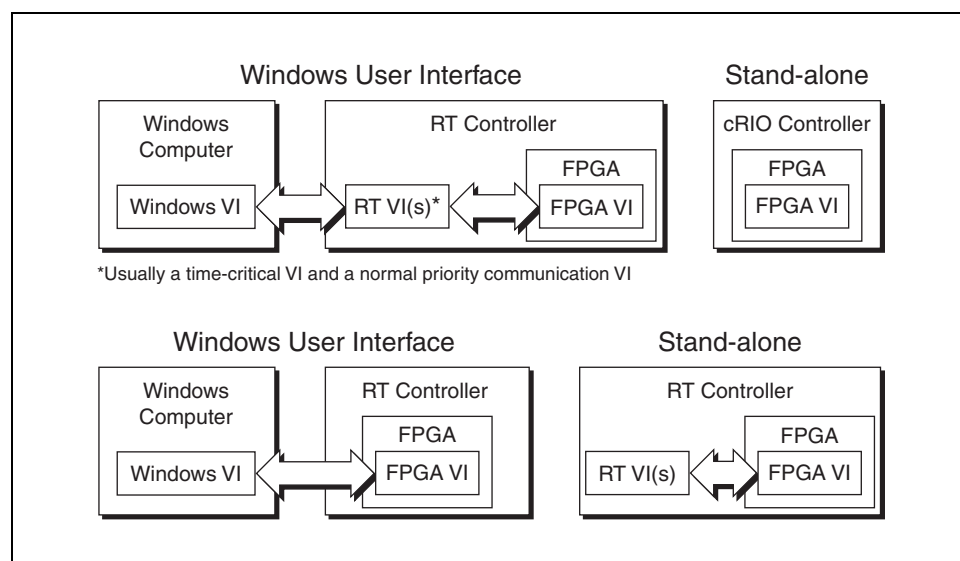 Windows User Interface
Stand-alone
Windows
Computer
RT Controller
cRIO Controller
FPGA
FPGA
Windows VI
RT VI(s)*
FPGA VI
FPGA VI
*Usually a time-critical VI and a normal priority communication VI
Windows User Interface
Stand-alone
Windows
Computer
RT Controller
RT Controller
FPGA
FPGA
Windows VI
FPGA VI
RT VI(s)
FPGA VI